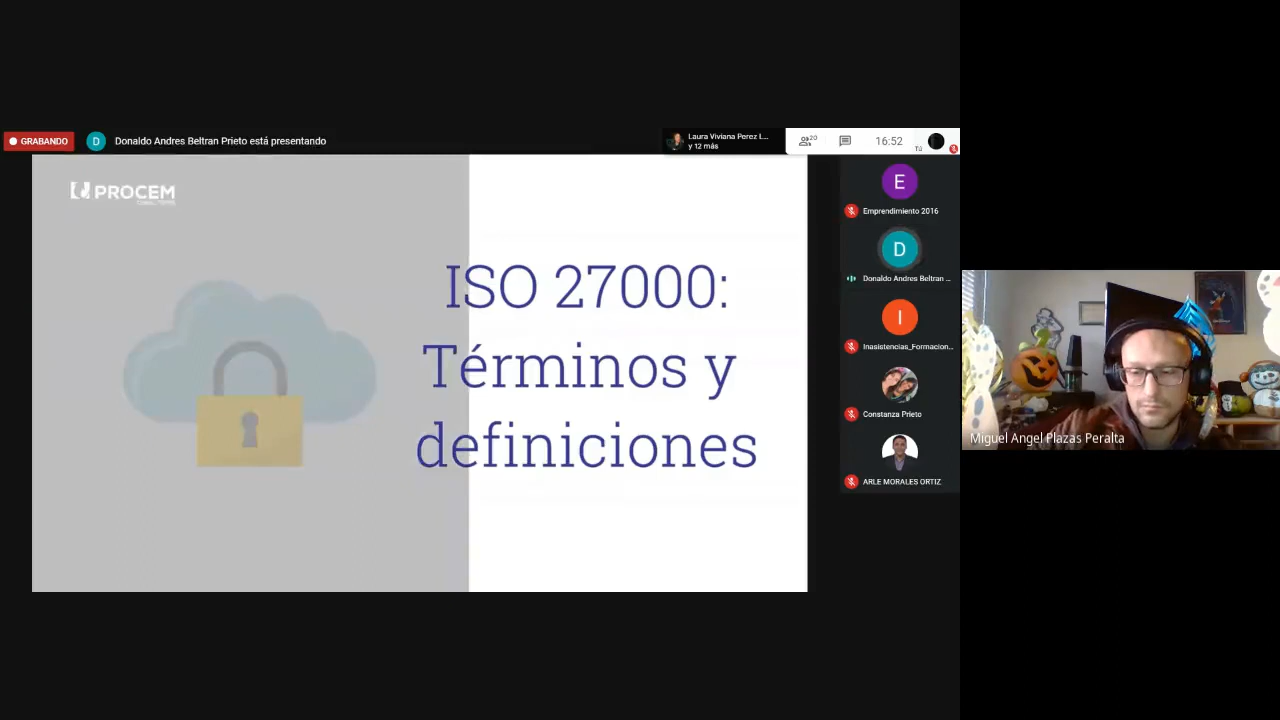 GRABANDO
D
Donaldo Andres Beltran Prieto está presentando
Laura Viviana Perez L...
y 12 más
20
16:52
Tú
PROCEM
ISO 27000:
Términos y
definiciones
E
Emprendimiento 2016
D
Donaldo Andres Beltran ...
I
Inasistencias_Formacion...
Constanza Prieto
ARLE MORALES ORTIZ
Miguel Angel Plazas Peralta